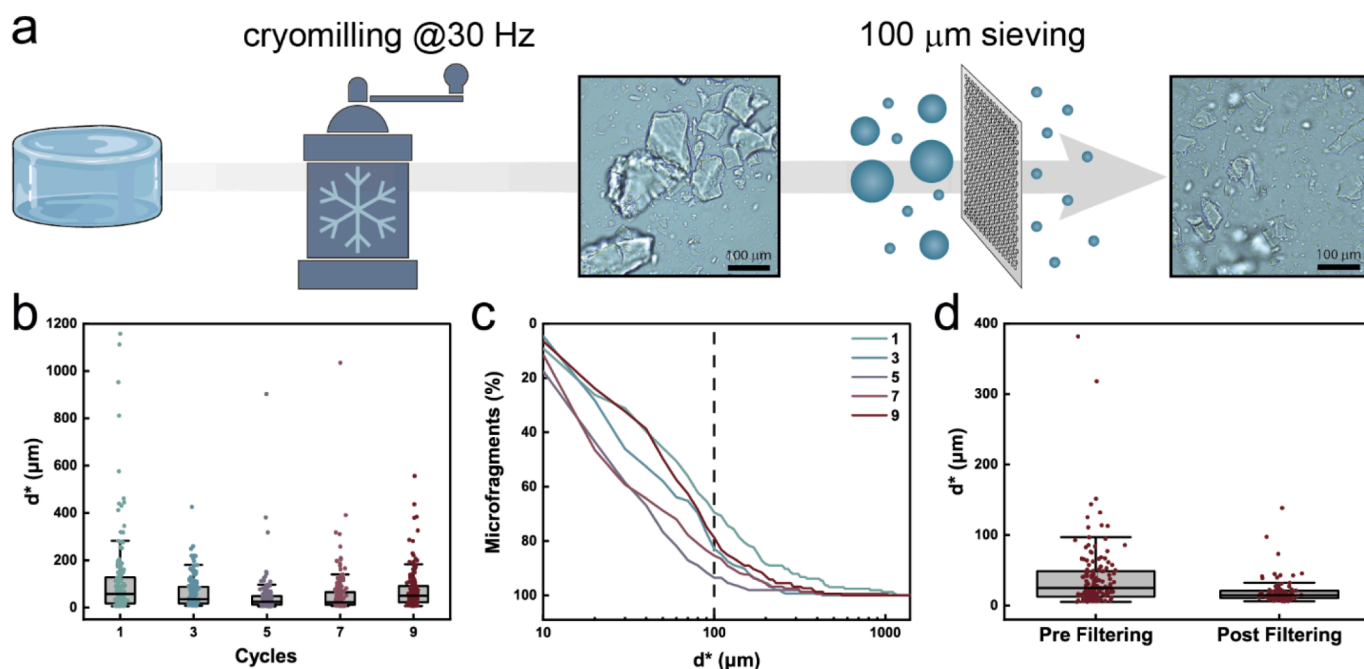 a
cryomilling @30 Hz
100 μm sieving
100 μm
100 μm
b
1200
1000
800
600
400
200
0
d* (μm)
1 3 5 7 9
Cycles
c
0
20
40
60
80
100
Microfragments (%)
1
3
5
7
9
10 100 1000
d* (μm)
d
400
300
200
100
0
d* (μm)
Pre Filtering Post Filtering